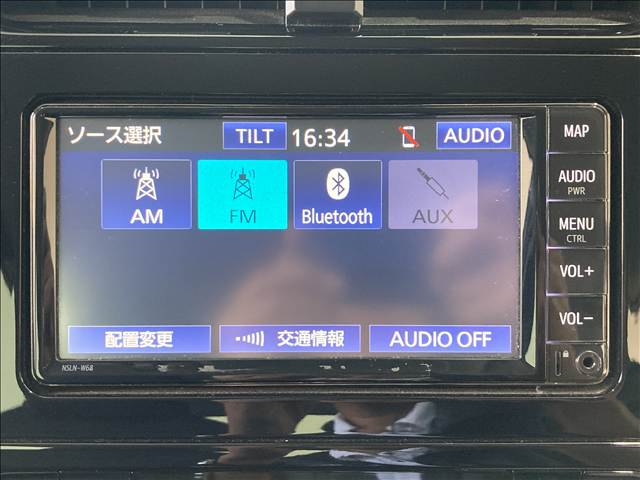 ソース選択 TILT 16:34 AUDIO
AM FM Bluetooth AUX
配置変更 交通情報 AUDIO OFF
NSLN-W68
MAP
AUDIO
PWR
MENU
CTRL
VOL+
VOL−